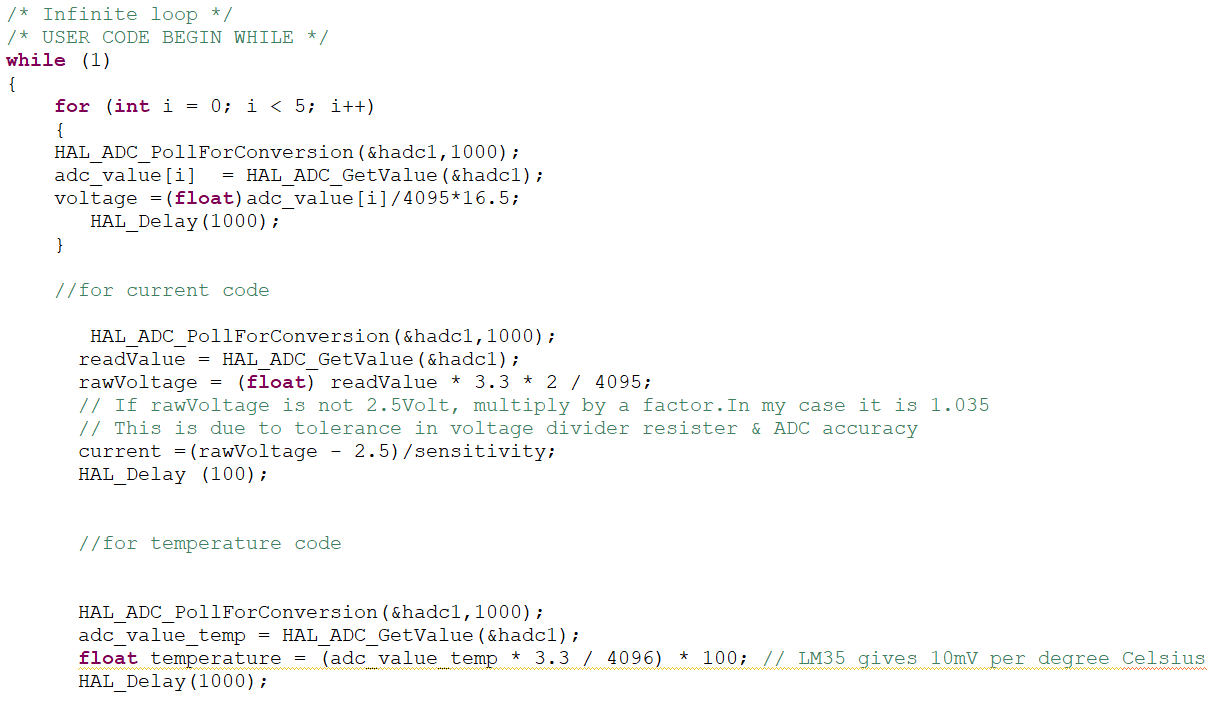 /* Infinite loop */
/* USER CODE BEGIN WHILE */
while (1)
{
for (int i = 0; i < 5; i++)
{
HAL_ADC_PollForConversion(&hadc1,1000);
adc_value[i]  = HAL_ADC_GetValue(&hadc1);
voltage =(float)adc_value[i]/4095*16.5;
HAL_Delay(1000);
}
//for current code
HAL_ADC_PollForConversion(&hadc1,1000);
readValue = HAL_ADC_GetValue(&hadc1);
rawVoltage = (float) readValue * 3.3 * 2 / 4095;
// If rawVoltage is not 2.5Volt, multiply by a factor.In my case it is 1.035
// This is due to tolerance in voltage divider resister & ADC accuracy
current =(rawVoltage - 2.5)/sensitivity;
HAL_Delay (100);
//for temperature code
HAL_ADC_PollForConversion(&hadc1,1000);
adc_value_temp = HAL_ADC_GetValue(&hadc1);
float temperature = (adc_value_temp * 3.3 / 4096) * 100; // LM35 gives 10mV per degree Celsius
HAL_Delay(1000);